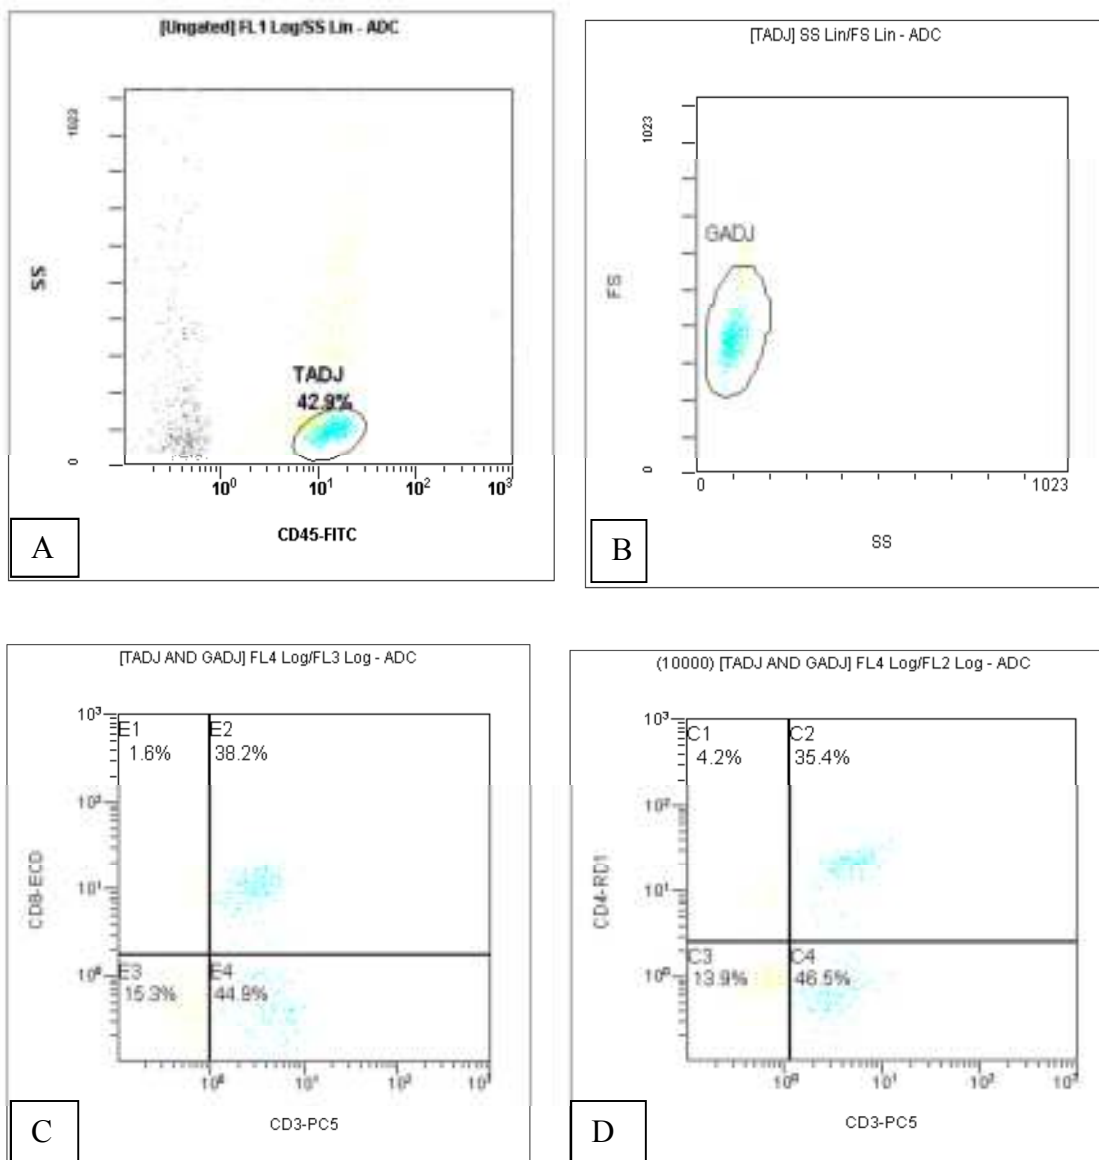 [Ungated] FL1 Log/SS Lin - ADC
1023
SS
TADJ
42.9%
0
10⁰ 10¹ 10² 10³
CD45-FITC
A
[TADJ] SS Lin/FS Lin - ADC
1023
GADJ
FS
0
0 1023
SS
B
[TADJ AND GADJ] FL4 Log/FL3 Log - ADC
10³
E1 E2
1.6% 38.2%
10²
CD8-ECD
10¹
E3 E4
10⁰
15.3% 44.9%
10⁰ 10¹ 10²
CD3-PC5
C
(10000) [TADJ AND GADJ] FL4 Log/FL2 Log - ADC
10³
C1 C2
4.2% 35.4%
10²
CD4-RD1
10¹
C3 C4
10⁰
13.9% 46.5%
10⁰ 10¹ 10² 10³
CD3-PC5
D